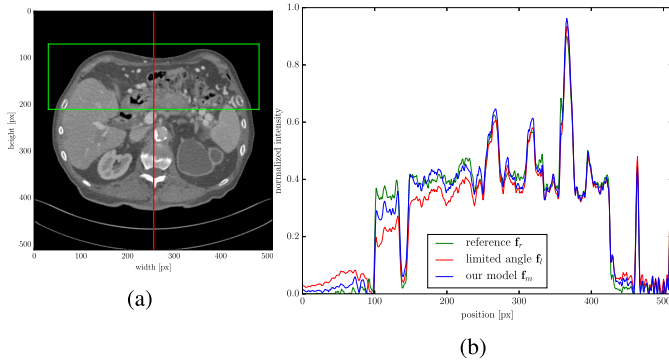 0
100
200
300
400
500
height [px]
0
100
200
300
400
500
width [px]
(a)
1.0
0.8
0.6
0.4
0.2
0.0
normalized intensity
reference f_r
limited angle f_ℓ
our model f_m
0
100
200
300
400
500
position [px]
(b)